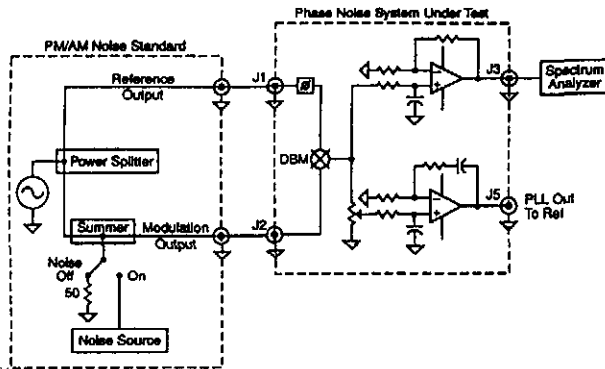 Phase Noise System Under Test
PM/AM Noise Standard
Reference
Output
J1
ø
J3
Spectrum
Analyzer
Power Splitter
DBM
Summer
Modulation
Output
J2
J5
PLL Out
To Ref
Noise
Off
On
50
Noise Source